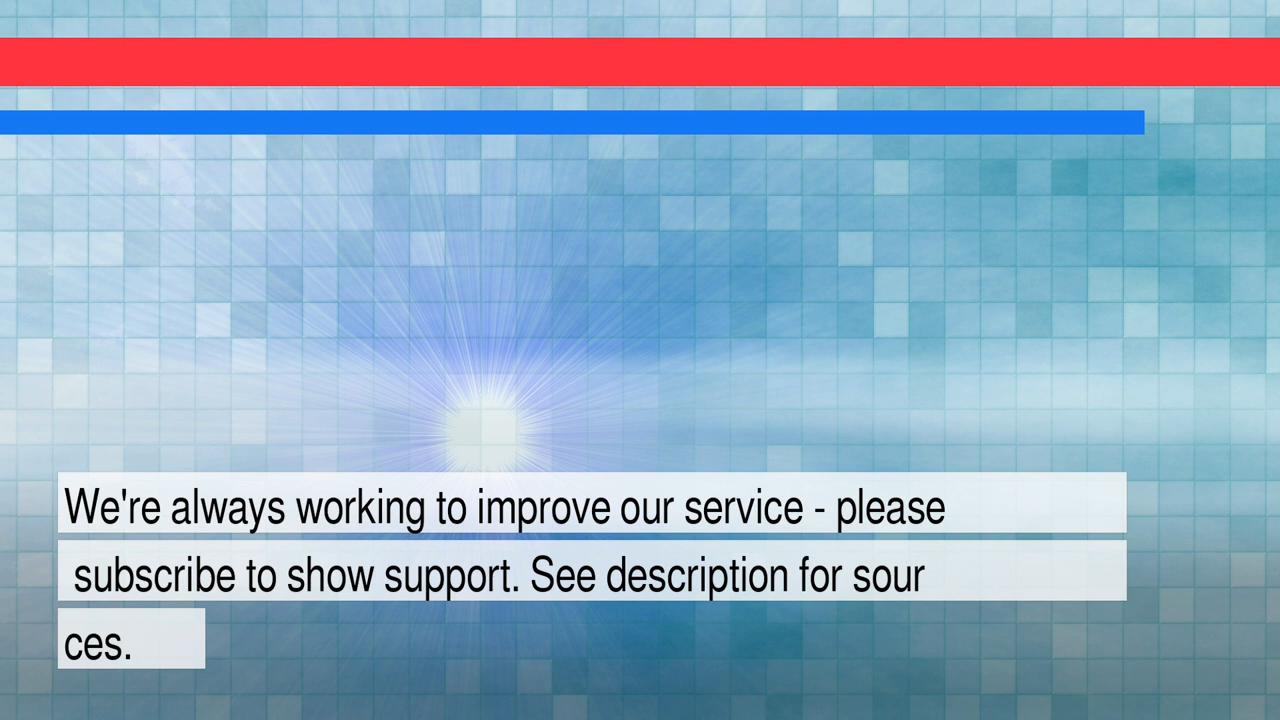 We're always working to improve our service - please
subscribe to show support. See description for sour
ces.